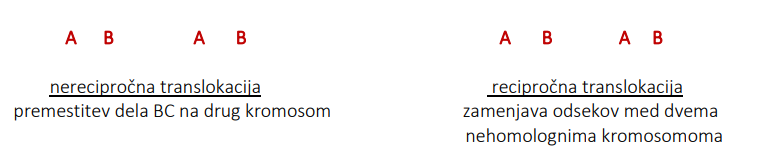 A B A B
nerecipročna translokacija
premestitev dela BC na drug kromosom
A B A B
recipročna translokacija
zamenjava odsekov med dvema
nehomolognima kromosomoma